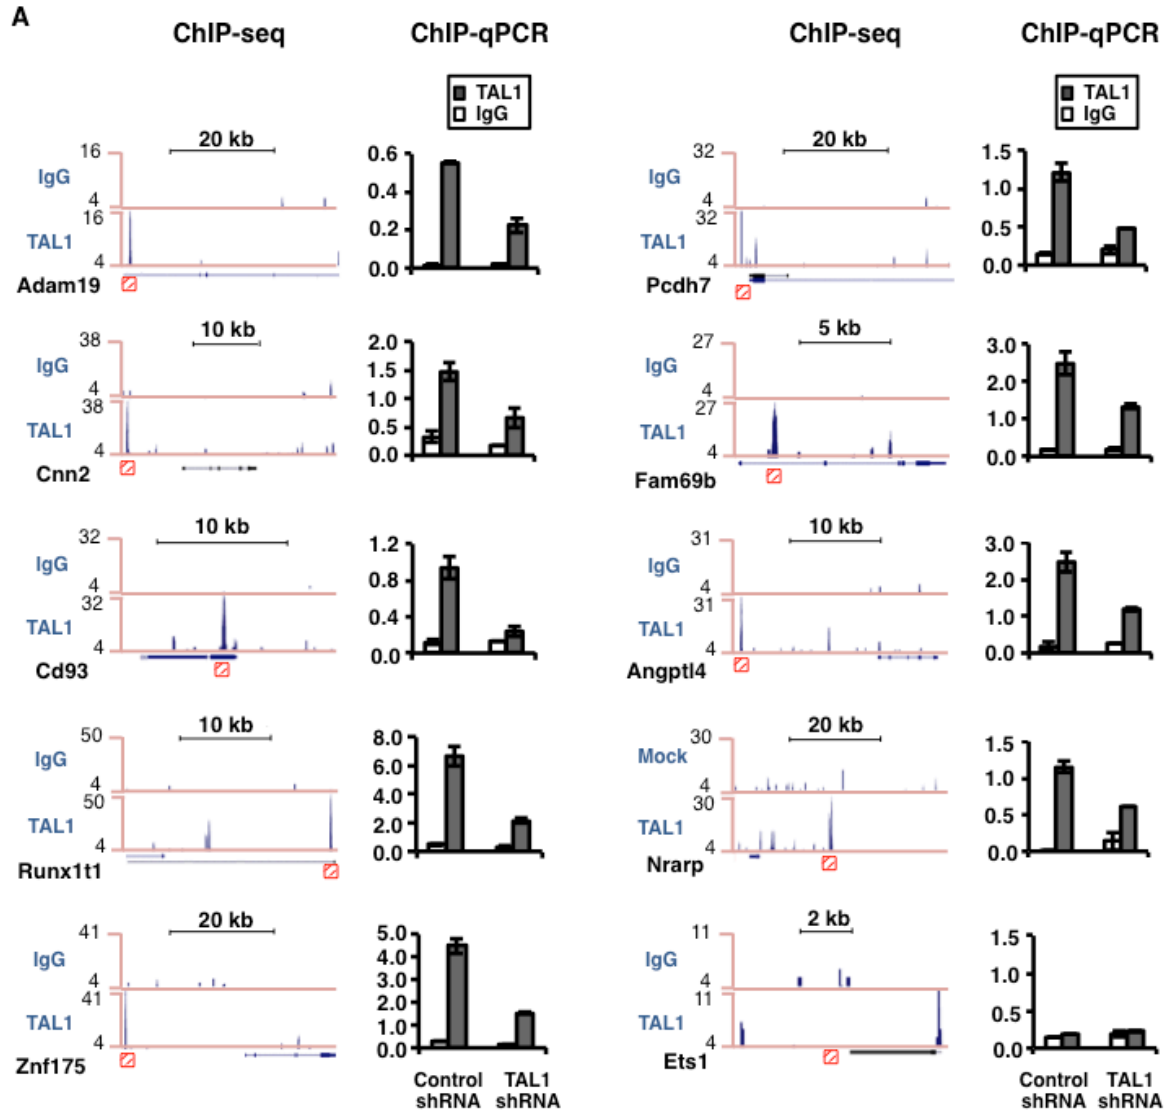 A
ChIP-seq ChIP-qPCR ChIP-seq ChIP-qPCR
TAL1
IgG
TAL1
IgG
20 kb
16
IgG
4
16
TAL1
4
Adam19
0.6
0.4
0.2
0.0
20 kb
32
IgG
4
32
TAL1
4
Pcdh7
1.5
1.0
0.5
0.0
10 kb
38
IgG
4
38
TAL1
4
Cnn2
2.0
1.5
1.0
0.5
0.0
5 kb
27
IgG
4
27
TAL1
4
Fam69b
3.0
2.0
1.0
0.0
10 kb
32
IgG
4
32
TAL1
4
Cd93
1.2
0.8
0.4
0.0
10 kb
31
IgG
4
31
TAL1
4
Angptl4
3.0
2.0
1.0
0.0
10 kb
50
IgG
4
50
TAL1
4
Runx1t1
8.0
6.0
4.0
2.0
0.0
20 kb
30
Mock
4
30
TAL1
4
Nrarp
1.5
1.0
0.5
0.0
20 kb
41
IgG
4
41
TAL1
4
Znf175
5.0
4.0
3.0
2.0
1.0
0.0
Control shRNA
TAL1 shRNA
2 kb
11
IgG
4
11
TAL1
4
Ets1
1.5
1.0
0.5
0.0
Control shRNA
TAL1 shRNA